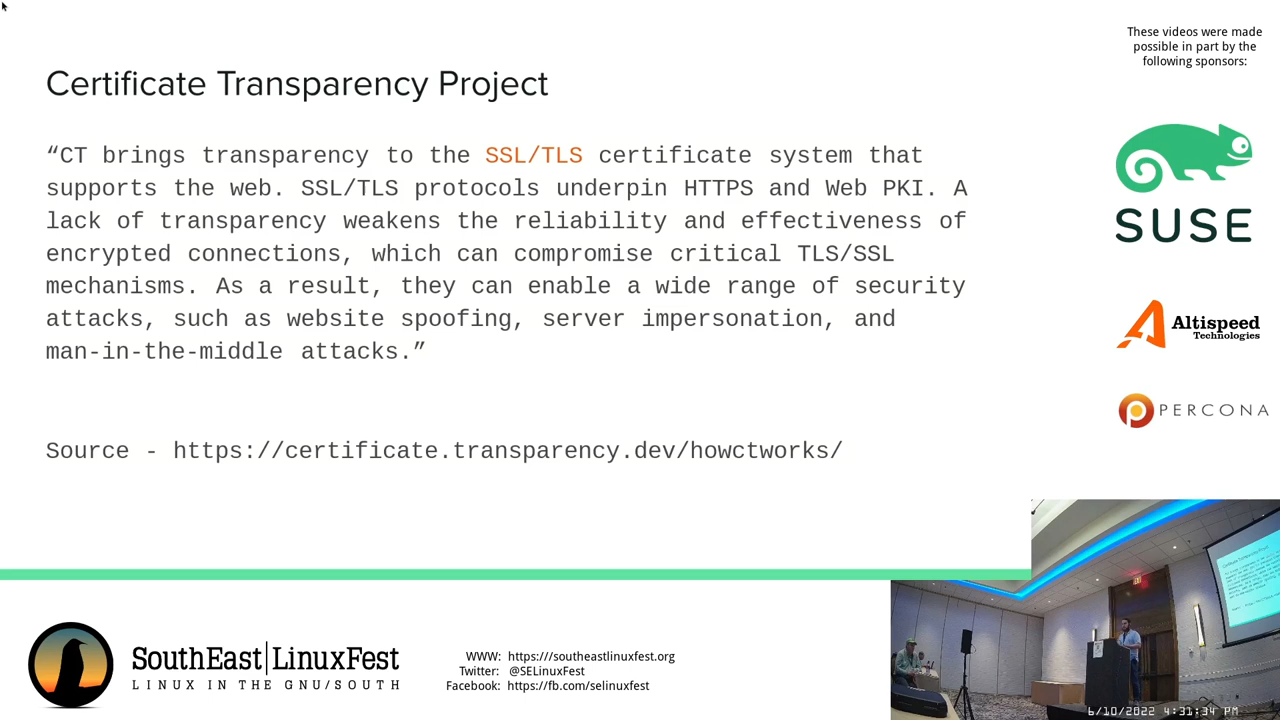 These videos were made
possible in part by the
following sponsors:
Certificate Transparency Project
“CT brings transparency to the SSL/TLS certificate system that
supports the web. SSL/TLS protocols underpin HTTPS and Web PKI. A
lack of transparency weakens the reliability and effectiveness of
encrypted connections, which can compromise critical TLS/SSL
mechanisms. As a result, they can enable a wide range of security
attacks, such as website spoofing, server impersonation, and
man-in-the-middle attacks.”
Source - https://certificate.transparency.dev/howctworks/
SUSE
Altispeed
Technologies
PERCONA
SouthEast|LinuxFest
LINUX IN THE GNU/SOUTH
WWW: https:///southeastlinuxfest.org
Twitter: @SELinuxFest
Facebook: https://fb.com/selinuxfest
6/10/2022 4:31:34 PM